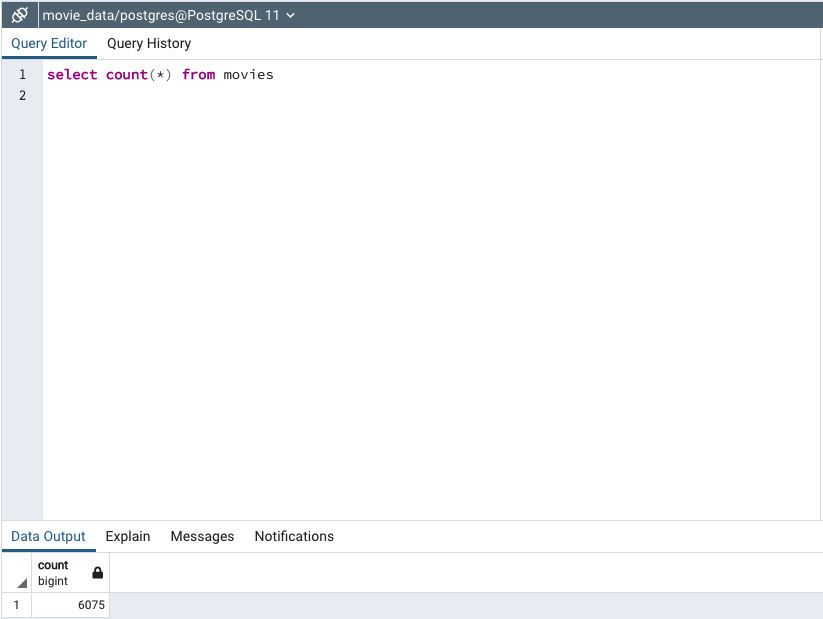 movie_data/postgres@PostgreSQL 11
Query Editor Query History
1 select count(*) from movies
2
Data Output Explain Messages Notifications
count
bigint
1 6075